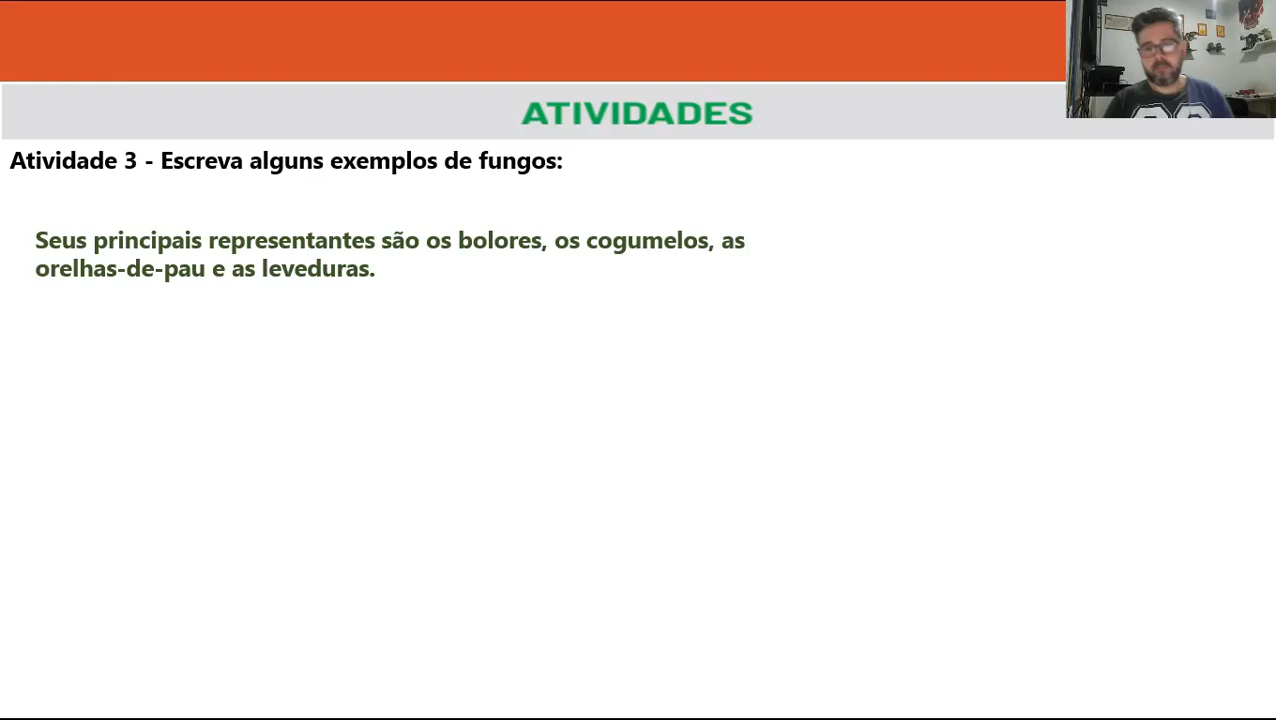 ATIVIDADES
Atividade 3 - Escreva alguns exemplos de fungos:
Seus principais representantes são os bolores, os cogumelos, as
orelhas-de-pau e as leveduras.